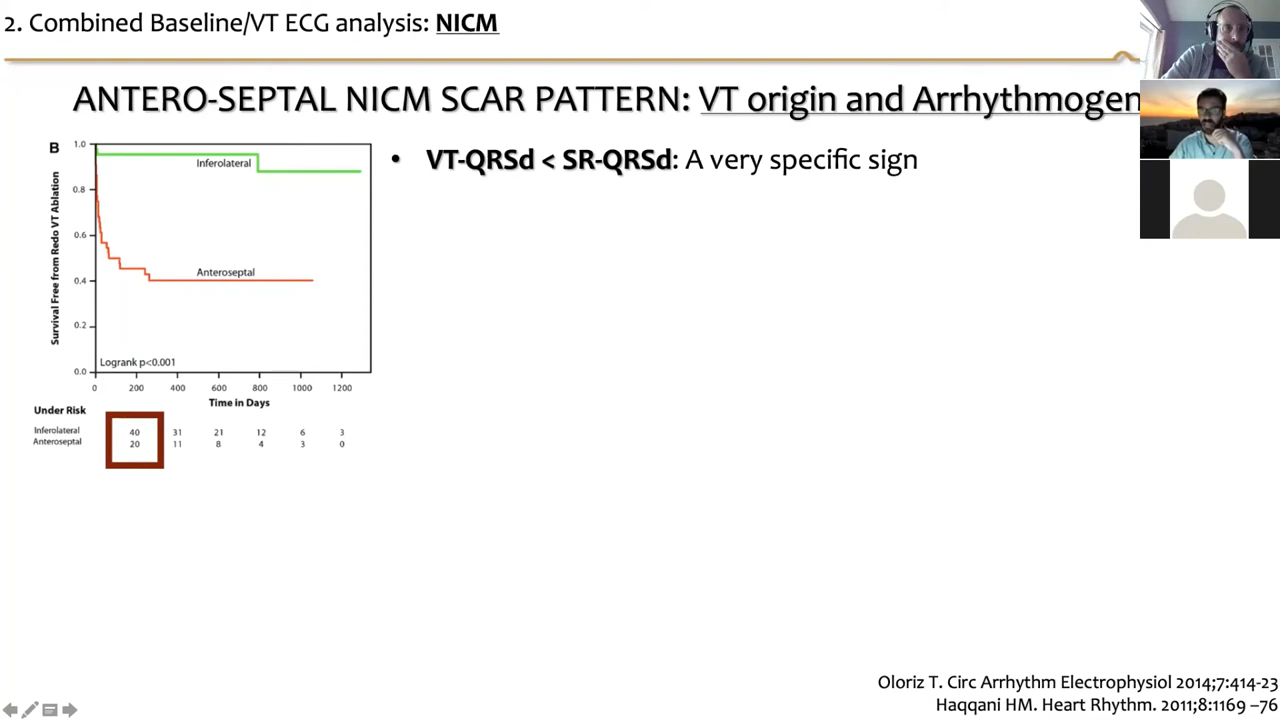 2. Combined Baseline/VT ECG analysis: NICM
ANTERO-SEPTAL NICM SCAR PATTERN: VT origin and Arrhythmogen
• VT-QRSd < SR-QRSd: A very specific sign
B
Survival Free from Redo VT Ablation
1.0
0.8
0.6
0.4
0.2
0.0
Inferolateral
Anteroseptal
Logrank p<0.001
0 200 400 600 800 1000 1200
Time in Days
Under Risk
Inferolateral 40 31 21 12 6 3
Anteroseptal 20 11 8 4 3 0
Oloriz T. Circ Arrhythm Electrophysiol 2014;7:414-23
Haqqani HM. Heart Rhythm. 2011;8:1169 –76